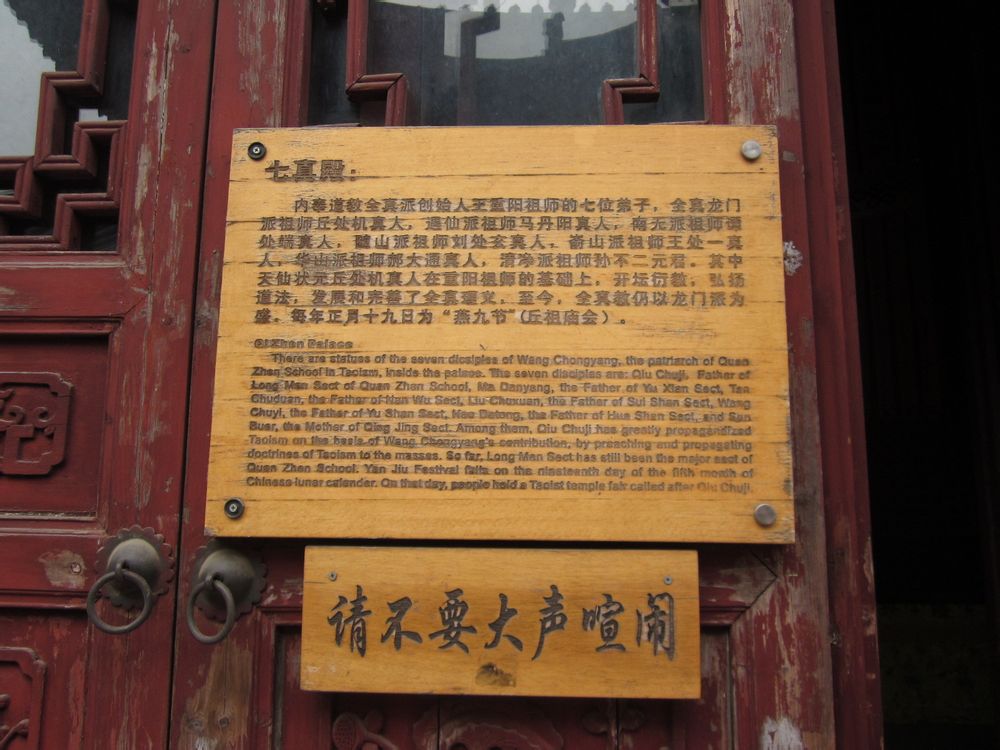 七真殿：
内奉道教全真派创始人王重阳祖师的七位弟子，全真龙门
派祖师丘处机真人，遇仙派祖师马丹阳真人，南无派祖师谭
处端真人，随山派祖师刘处玄真人，嵛山派祖师王处一真
人，华山派祖师郝大通真人，清净派祖师孙不二元君。其中
天仙状元丘处机真人在重阳祖师的基础上，开坛衍教，弘扬
道法，发展和完善了全真理义，至今，全真教仍以龙门派为
盛。每年正月十九日为“燕九节”（丘祖庙会）。
Qi Zhen Palace
There are statues of the seven dicsiples of Wang Chongyang, the patriarch of Quan
Zhen School in Taoism, inside the palace. The seven disciples are: Qiu Chuji, Father of
Long Men Sect of Quan Zhen School, Ma Danyang, the Father of Yu Xian Sect, Tan
Chuduan, the Father of Nan Wu Sect, Liu Chuxuan, the Father of Sui Shan Sect, Wang
Chuyi, the Father of Yu Shan Sect, Hao Datong, the Father of Hua Shan Sect, and Sun
Buer, the Mother of Qing Jing Sect. Among them, Qiu Chuji has greatly propagandized
Taoism on the basis of Wang Chongyang's contribution, by preaching and propagating
doctrines of Taoism to the masses. So far, Long Men Sect has still been the major sect of
Quan Zhen School. Yan Jiu Festival falls on the nineteenth day of the fifth month of
Chinese lunar calender. On that day, people hold a Taoist temple fair called after Qiu Chuji.
请不要大声喧闹